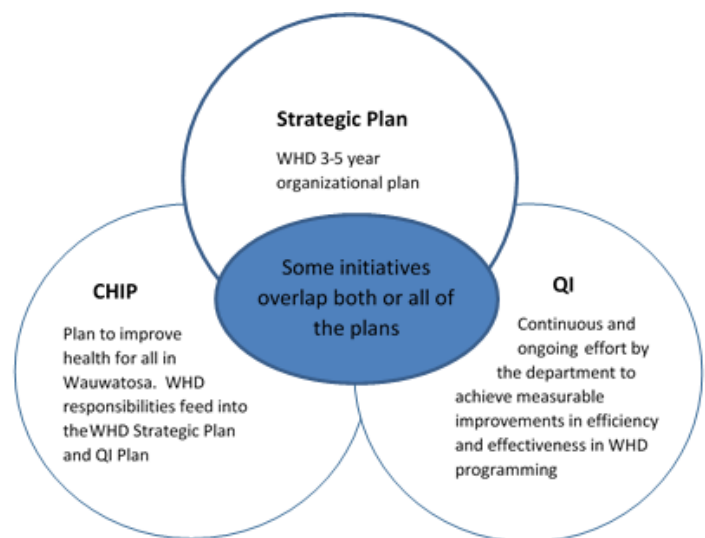 Strategic Plan
WHD 3-5 year
organizational plan
Some initiatives
overlap both or all of
the plans
CHIP
Plan to improve
health for all in
Wauwatosa.  WHD
responsibilities feed into
the WHD Strategic Plan
and QI Plan
QI
Continuous and
ongoing effort by
the department to
achieve measurable
improvements in efficiency
and effectiveness in WHD
programming